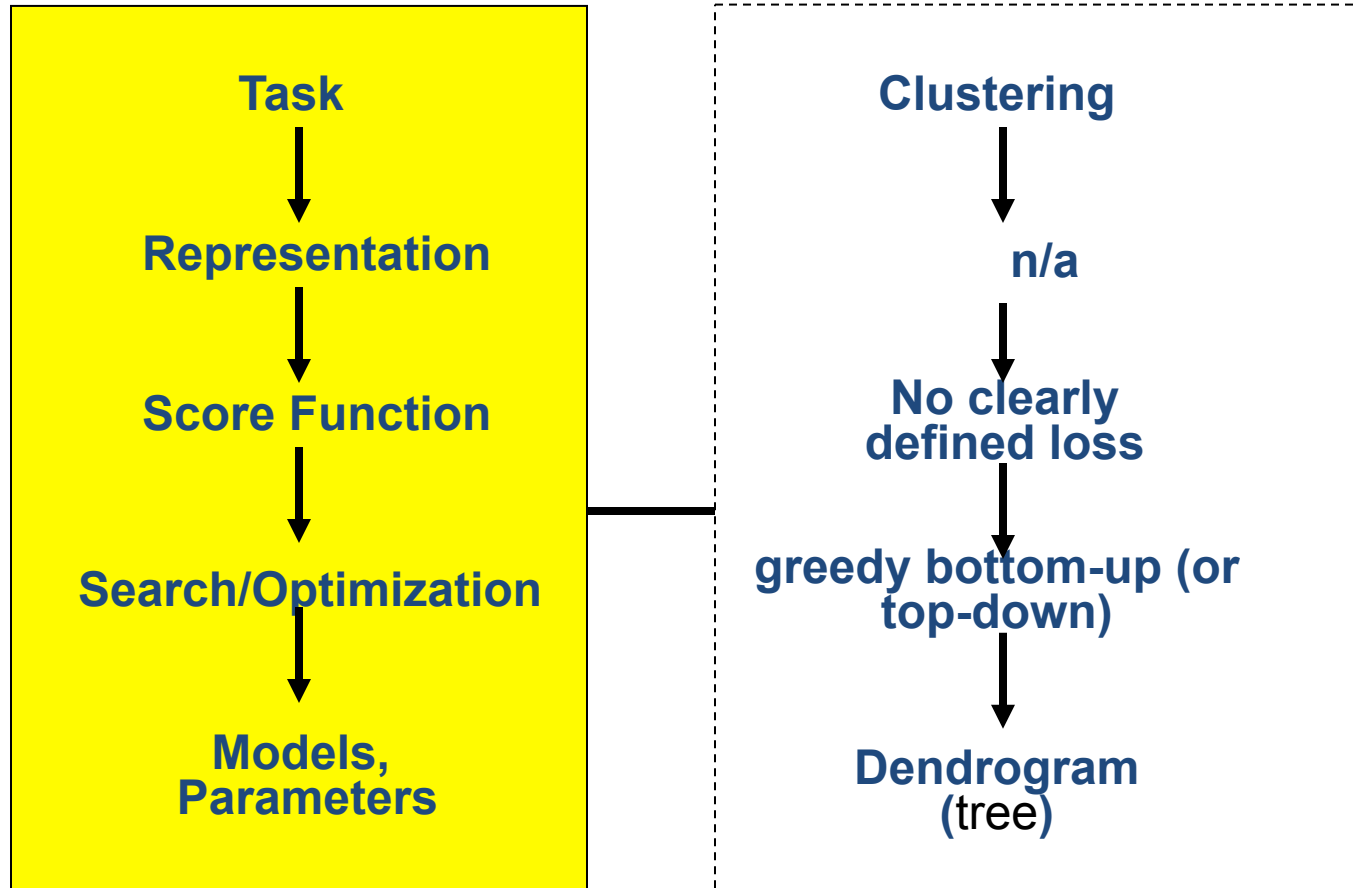 Task
Representation
Score Function
Search/Optimization
Models,
Parameters
Clustering
n/a
No clearly
defined loss
greedy bottom-up (or
top-down)
Dendrogram
(tree)